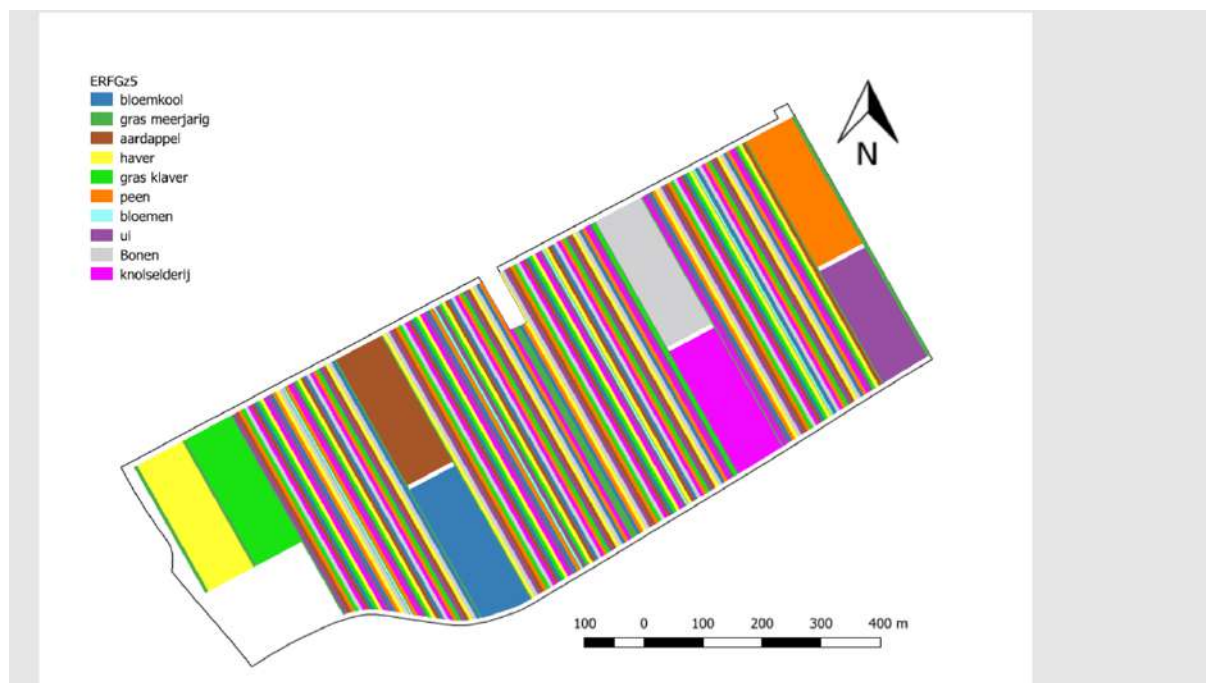 ERFGzS
bloemkool
gras meerjarig
aardappel
haver
gras klaver
peen
bloemen
ui
Bonen
knolselderij
N
100 0 100 200 300 400 m